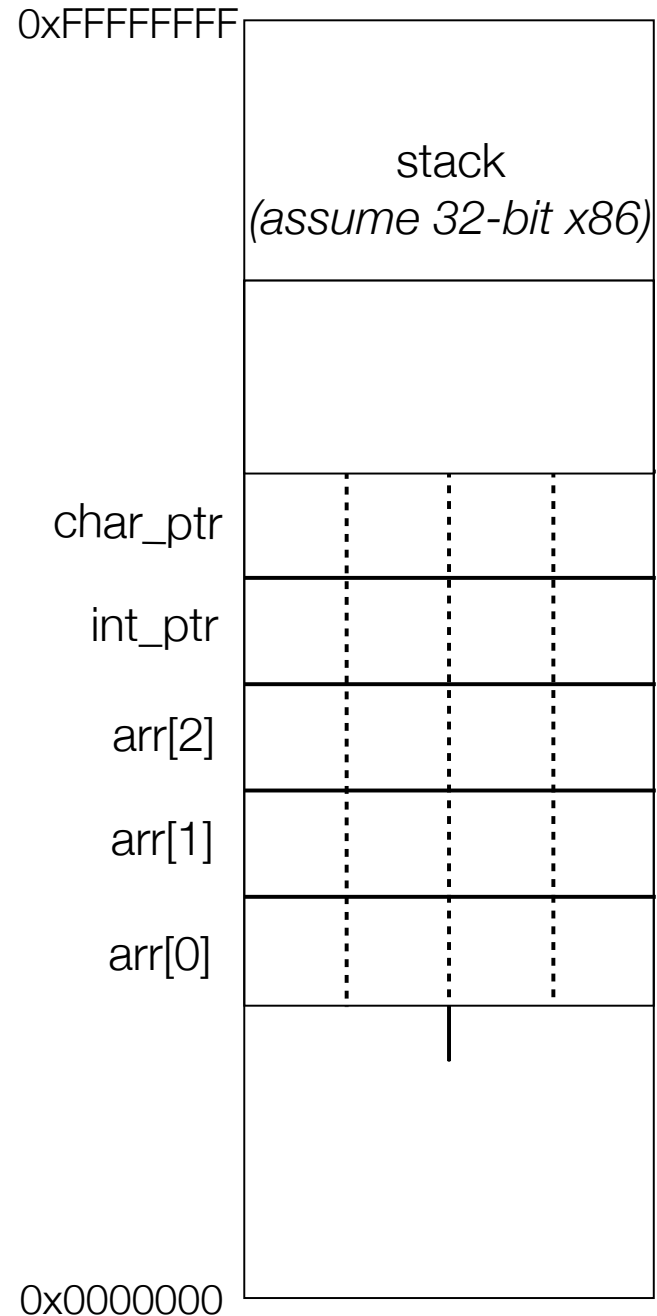 0xFFFFFFFF
stack
(assume 32-bit x86)
char_ptr
int_ptr
arr[2]
arr[1]
arr[0]
0x0000000